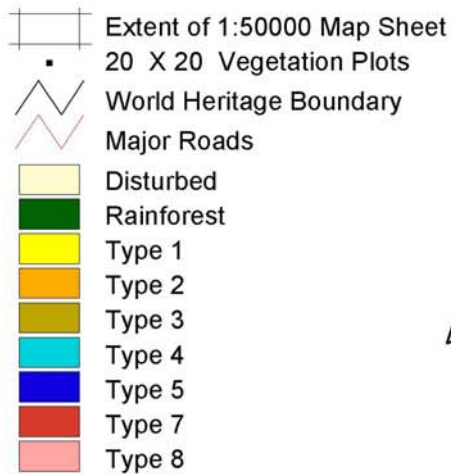 Extent of 1:50000 Map Sheet
20 X 20 Vegetation Plots
World Heritage Boundary
Major Roads
Disturbed
Rainforest
Type 1
Type 2
Type 3
Type 4
Type 5
Type 7
Type 8